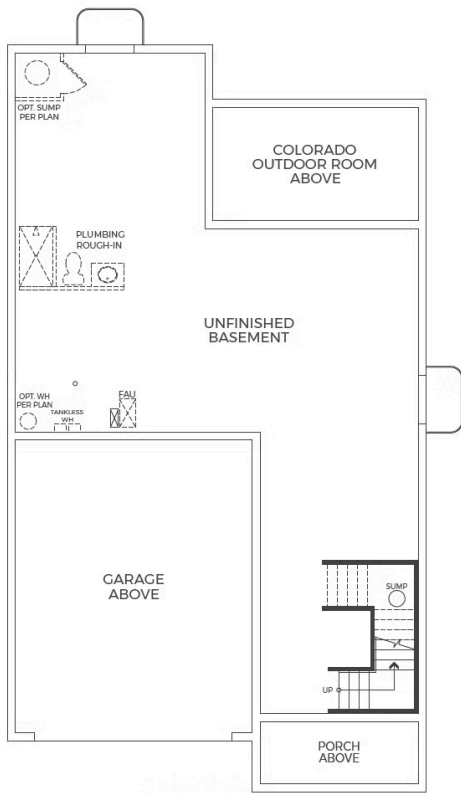 OPT. SUMP
PER PLAN
COLORADO
OUTDOOR ROOM
ABOVE
PLUMBING
ROUGH-IN
UNFINISHED
BASEMENT
OPT. WH
PER PLAN
TANKLESS
WH
FAU
GARAGE
ABOVE
SUMP
UP
PORCH
ABOVE